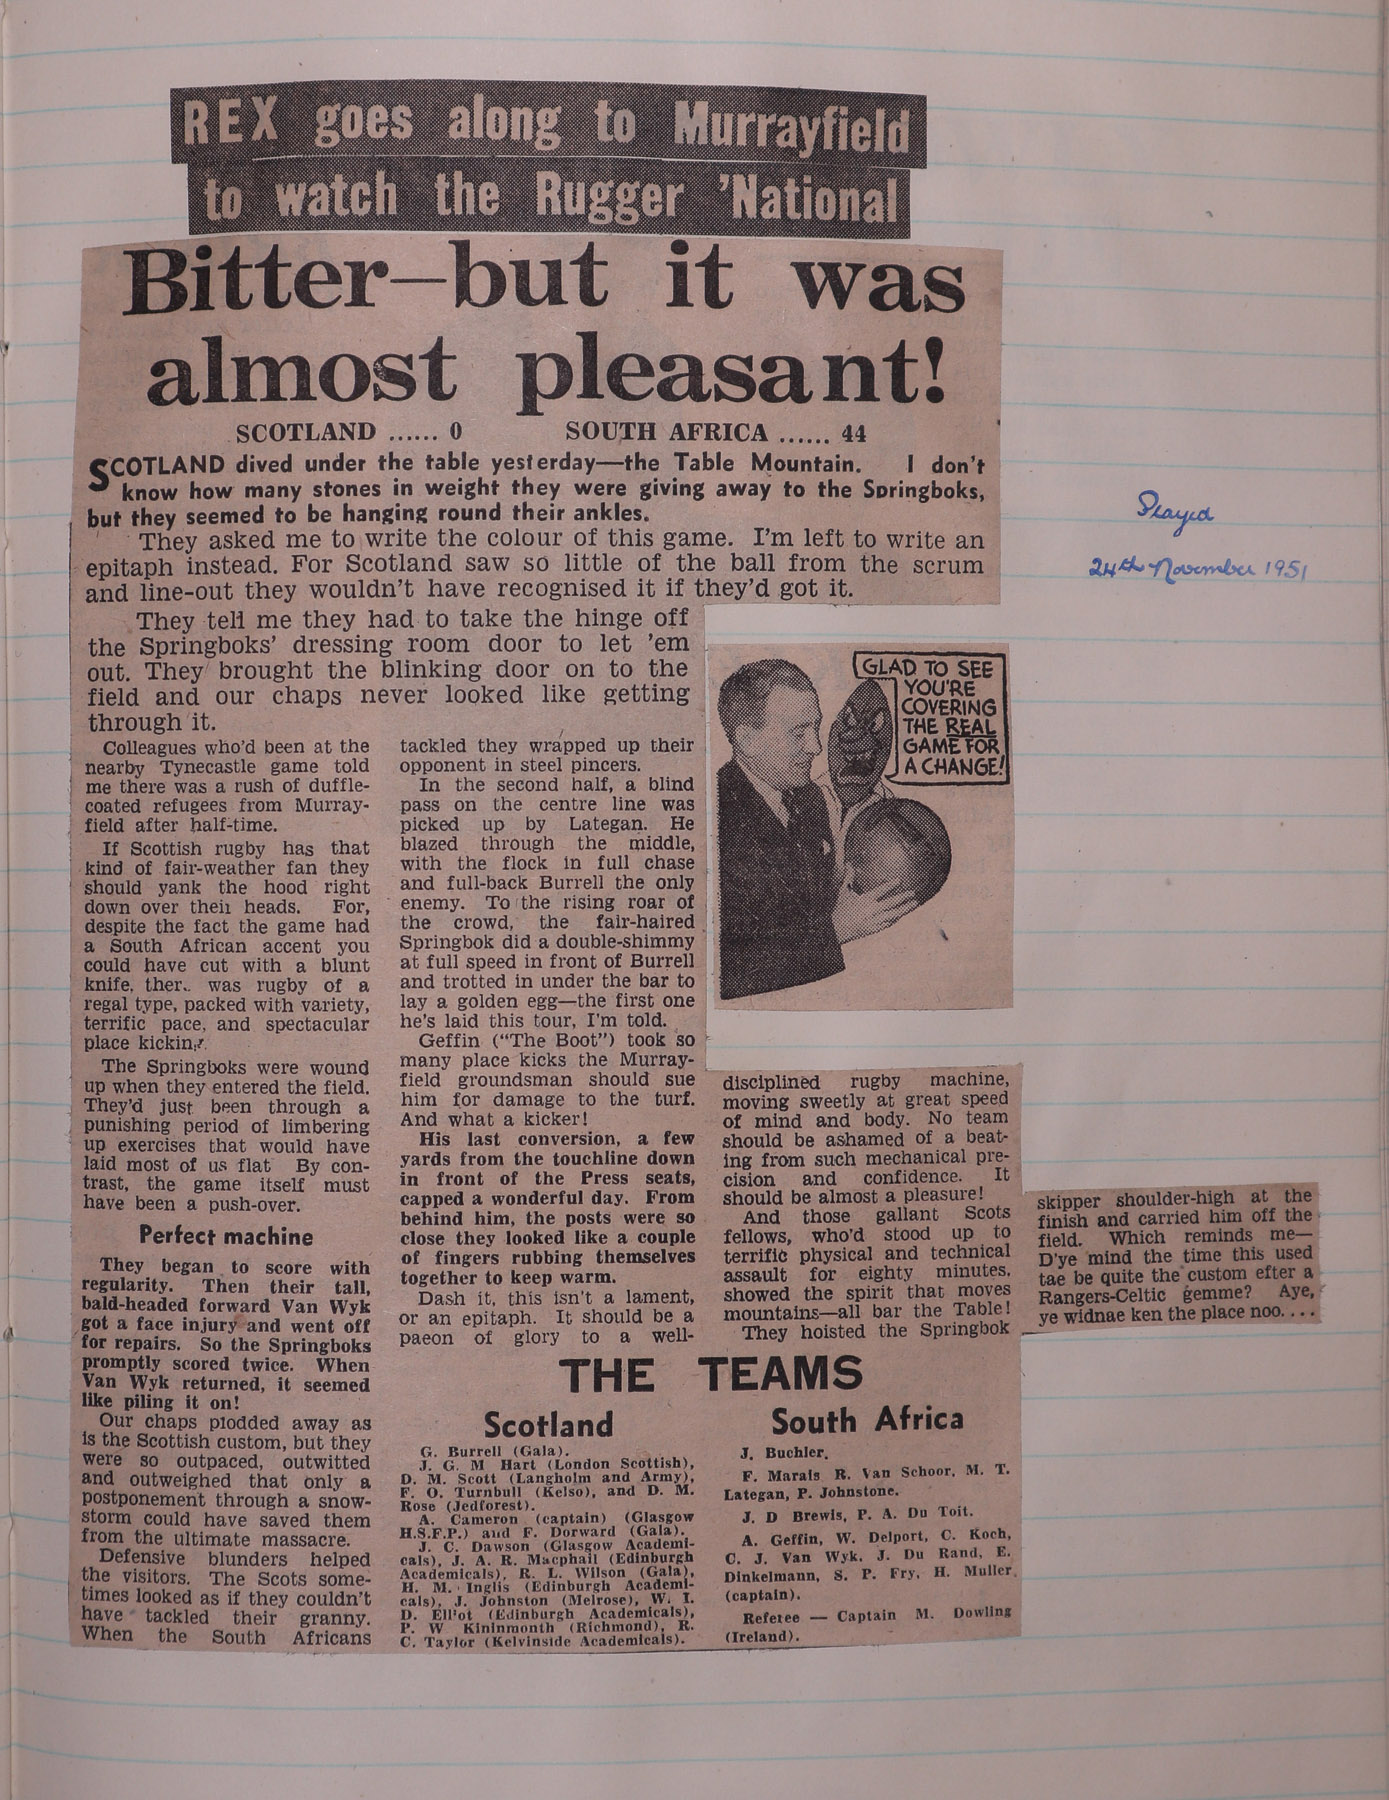 REX goes along to Murrayfield
to watch the Rugger 'National
Bitter—but it was
almost pleasant!
SCOTLAND ...... 0 SOUTH AFRICA ...... 44
SCOTLAND dived under the table yesterday—the Table Mountain. I don't
know how many stones in weight they were giving away to the Springboks,
but they seemed to be hanging round their ankles.
They asked me to write the colour of this game. I'm left to write an
epitaph instead. For Scotland saw so little of the ball from the scrum
and line-out they wouldn't have recognised it if they'd got it.
They tell me they had to take the hinge off
the Springboks' dressing room door to let 'em
out. They brought the blinking door on to the
field and our chaps never looked like getting
through it.
Colleagues who'd been at the
nearby Tynecastle game told
me there was a rush of duffle-
coated refugees from Murray-
field after half-time.
If Scottish rugby has that
kind of fair-weather fan they
should yank the hood right
down over their heads. For,
despite the fact the game had
a South African accent you
could have cut with a blunt
knife, ther.. was rugby of a
regal type, packed with variety,
terrific pace, and spectacular
place kicking.
The Springboks were wound
up when they entered the field.
They'd just been through a
punishing period of limbering
up exercises that would have
laid most of us flat By con-
trast, the game itself must
have been a push-over.
Perfect machine
They began to score with
regularity. Then their tall,
bald-headed forward Van Wyk
got a face injury and went off
for repairs. So the Springboks
promptly scored twice. When
Van Wyk returned, it seemed
like piling it on!
Our chaps plodded away as
is the Scottish custom, but they
were so outpaced, outwitted
and outweighed that only a
postponement through a snow-
storm could have saved them
from the ultimate massacre.
Defensive blunders helped
the visitors. The Scots some-
times looked as if they couldn't
have tackled their granny.
When the South Africans
tackled they wrapped up their
opponent in steel pincers.
In the second half, a blind
pass on the centre line was
picked up by Lategan. He
blazed through the middle,
with the flock in full chase
and full-back Burrell the only
enemy. To the rising roar of
the crowd, the fair-haired
Springbok did a double-shimmy
at full speed in front of Burrell
and trotted in under the bar to
lay a golden egg—the first one
he's laid this tour, I'm told.
Geffin ("The Boot") took so
many place kicks the Murray-
field groundsman should sue
him for damage to the turf.
And what a kicker!
His last conversion, a few
yards from the touchline down
in front of the Press seats,
capped a wonderful day. From
behind him, the posts were so
close they looked like a couple
of fingers rubbing themselves
together to keep warm.
Dash it, this isn't a lament,
or an epitaph. It should be a
paeon of glory to a well-
GLAD TO SEE
YOU'RE
COVERING
THE REAL
GAME FOR
A CHANGE!
disciplined rugby machine,
moving sweetly at great speed
of mind and body. No team
should be ashamed of a beat-
ing from such mechanical pre-
cision and confidence. It
should be almost a pleasure!
And those gallant Scots
fellows, who'd stood up to
terrific physical and technical
assault for eighty minutes,
showed the spirit that moves
mountains—all bar the Table!
They hoisted the Springbok
skipper shoulder-high at the
finish and carried him off the
field. Which reminds me—
D'ye mind the time this used
tae be quite the custom efter a
Rangers-Celtic gemme? Aye,
ye widnae ken the place noo....
THE TEAMS
Scotland
G. Burrell (Gala).
J. G. M Hart (London Scottish),
D. M. Scott (Langholm and Army),
F. O. Turnbull (Kelso), and D. M.
Rose (Jedforest).
A. Cameron (captain) (Glasgow
H.S.F.P.) and F. Dorward (Gala).
J. C. Dawson (Glasgow Academi-
cals), J. A. R. Macphail (Edinburgh
Academicals), R. L. Wilson (Gala),
H. M. Inglis (Edinburgh Academi-
cals), J. Johnston (Melrose), W. I.
D. Elliot (Edinburgh Academicals),
P. W Kininmonth (Richmond), R.
C. Taylor (Kelvinside Academicals).
South Africa
J. Buchler.
F. Marais R. Van Schoor, M. T.
Lategan, P. Johnstone.
J. D Brewis, P. A. Du Toit.
A. Geffin, W. Delport, C. Koch,
C. J. Van Wyk, J. Du Rand, E.
Dinkelmann, S. P. Fry, H. Muller
(captain).
Referee — Captain M. Dowling
(Ireland).
Played
24th November 1951